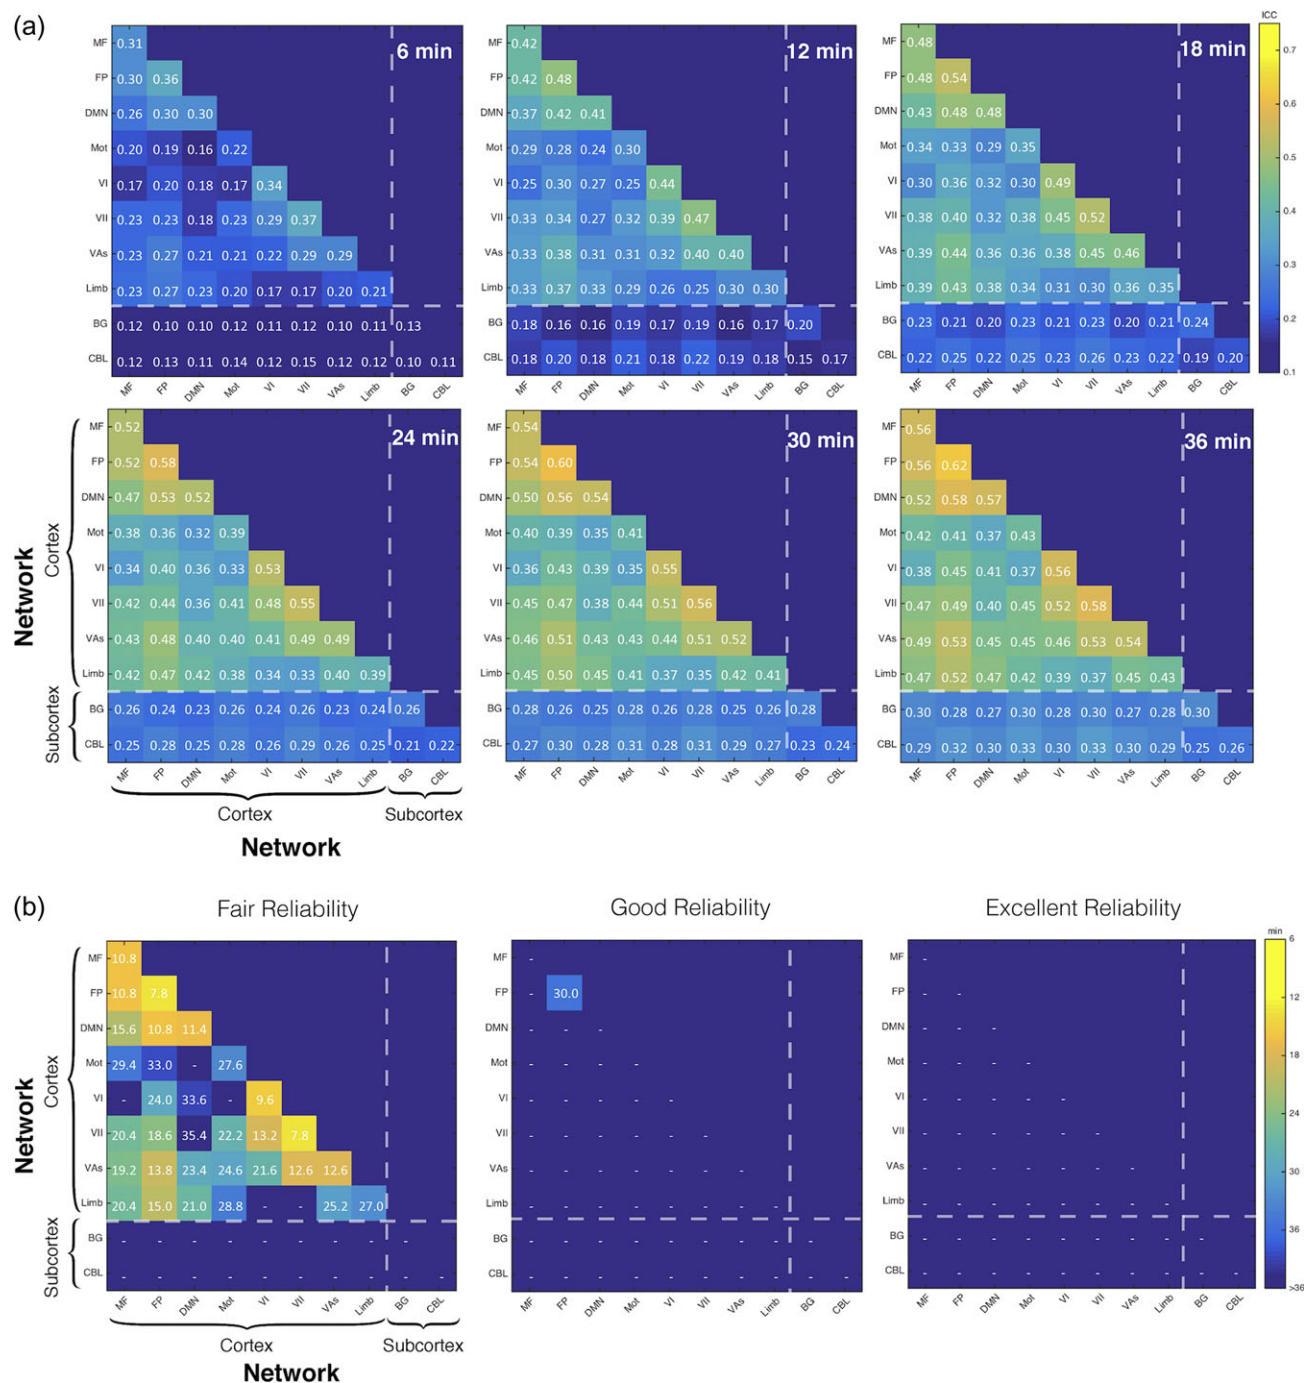 (a)
6 min
MF 0.31
FP 0.30 0.36
DMN 0.26 0.30 0.30
Mot 0.20 0.19 0.16 0.22
VI 0.17 0.20 0.18 0.17 0.34
VII 0.23 0.23 0.18 0.23 0.29 0.37
VAs 0.23 0.27 0.21 0.21 0.22 0.29 0.29
Limb 0.23 0.27 0.23 0.20 0.17 0.17 0.20 0.21
BG 0.12 0.10 0.10 0.12 0.11 0.12 0.10 0.11 0.13
CBL 0.12 0.13 0.11 0.14 0.12 0.15 0.12 0.12 0.10 0.11
MF FP DMN Mot VI VII VAs Limb BG CBL
12 min
MF 0.42
FP 0.42 0.48
DMN 0.37 0.42 0.41
Mot 0.29 0.28 0.24 0.30
VI 0.25 0.30 0.27 0.25 0.44
VII 0.33 0.34 0.27 0.32 0.39 0.47
VAs 0.33 0.38 0.31 0.31 0.32 0.40 0.40
Limb 0.33 0.37 0.33 0.29 0.26 0.25 0.30 0.30
BG 0.18 0.16 0.16 0.19 0.17 0.19 0.16 0.17 0.20
CBL 0.18 0.20 0.18 0.21 0.18 0.22 0.19 0.18 0.15 0.17
MF FP DMN Mot VI VII VAs Limb BG CBL
18 min
MF 0.48
FP 0.48 0.54
DMN 0.43 0.48 0.48
Mot 0.34 0.33 0.29 0.35
VI 0.30 0.36 0.32 0.30 0.49
VII 0.38 0.40 0.32 0.38 0.45 0.52
VAs 0.39 0.44 0.36 0.36 0.38 0.45 0.46
Limb 0.39 0.43 0.38 0.34 0.31 0.30 0.36 0.35
BG 0.23 0.21 0.20 0.23 0.21 0.23 0.20 0.21 0.24
CBL 0.22 0.25 0.22 0.25 0.23 0.26 0.23 0.22 0.19 0.20
MF FP DMN Mot VI VII VAs Limb BG CBL
ICC
0.7
0.6
0.5
0.4
0.3
0.2
0.1
Network
Cortex
Subcortex
24 min
MF 0.52
FP 0.52 0.58
DMN 0.47 0.53 0.52
Mot 0.38 0.36 0.32 0.39
VI 0.34 0.40 0.36 0.33 0.53
VII 0.42 0.44 0.36 0.41 0.48 0.55
VAs 0.43 0.48 0.40 0.40 0.41 0.49 0.49
Limb 0.42 0.47 0.42 0.38 0.34 0.33 0.40 0.39
BG 0.26 0.24 0.23 0.26 0.24 0.26 0.23 0.24 0.26
CBL 0.25 0.28 0.25 0.28 0.26 0.29 0.26 0.25 0.21 0.22
MF FP DMN Mot VI VII VAs Limb BG CBL
Cortex Subcortex
Network
30 min
MF 0.54
FP 0.54 0.60
DMN 0.50 0.56 0.54
Mot 0.40 0.39 0.35 0.41
VI 0.36 0.43 0.39 0.35 0.55
VII 0.45 0.47 0.38 0.44 0.51 0.56
VAs 0.46 0.51 0.43 0.43 0.44 0.51 0.52
Limb 0.45 0.50 0.45 0.41 0.37 0.35 0.42 0.41
BG 0.28 0.26 0.25 0.28 0.26 0.28 0.25 0.26 0.28
CBL 0.27 0.30 0.28 0.31 0.28 0.31 0.29 0.27 0.23 0.24
MF FP DMN Mot VI VII VAs Limb BG CBL
36 min
MF 0.56
FP 0.56 0.62
DMN 0.52 0.58 0.57
Mot 0.42 0.41 0.37 0.43
VI 0.38 0.45 0.41 0.37 0.56
VII 0.47 0.49 0.40 0.45 0.52 0.58
VAs 0.49 0.53 0.45 0.45 0.46 0.53 0.54
Limb 0.47 0.52 0.47 0.42 0.39 0.37 0.45 0.43
BG 0.30 0.28 0.27 0.30 0.28 0.30 0.27 0.28 0.30
CBL 0.29 0.32 0.30 0.33 0.30 0.33 0.30 0.29 0.25 0.26
MF FP DMN Mot VI VII VAs Limb BG CBL
(b)
Fair Reliability
Network
Cortex
Subcortex
MF 10.8
FP 10.8 7.8
DMN 15.6 10.8 11.4
Mot 29.4 33.0 - 27.6
VI - 24.0 33.6 - 9.6
VII 20.4 18.6 35.4 22.2 13.2 7.8
VAs 19.2 13.8 23.4 24.6 21.6 12.6 12.6
Limb 20.4 15.0 21.0 28.8 - - 25.2 27.0
BG - - - - - - - - -
CBL - - - - - - - - - -
MF FP DMN Mot VI VII VAs Limb BG CBL
Cortex Subcortex
Network
Good Reliability
MF -
FP - 30.0
DMN - - -
Mot - - - -
VI - - - - -
VII - - - - - -
VAs - - - - - - -
Limb - - - - - - - -
BG - - - - - - - - -
CBL - - - - - - - - - -
MF FP DMN Mot VI VII VAs Limb BG CBL
Excellent Reliability
MF -
FP - -
DMN - - -
Mot - - - -
VI - - - - -
VII - - - - - -
VAs - - - - - - -
Limb - - - - - - - -
BG - - - - - - - - -
CBL - - - - - - - - - -
MF FP DMN Mot VI VII VAs Limb BG CBL
min
6
12
18
24
30
36
>36